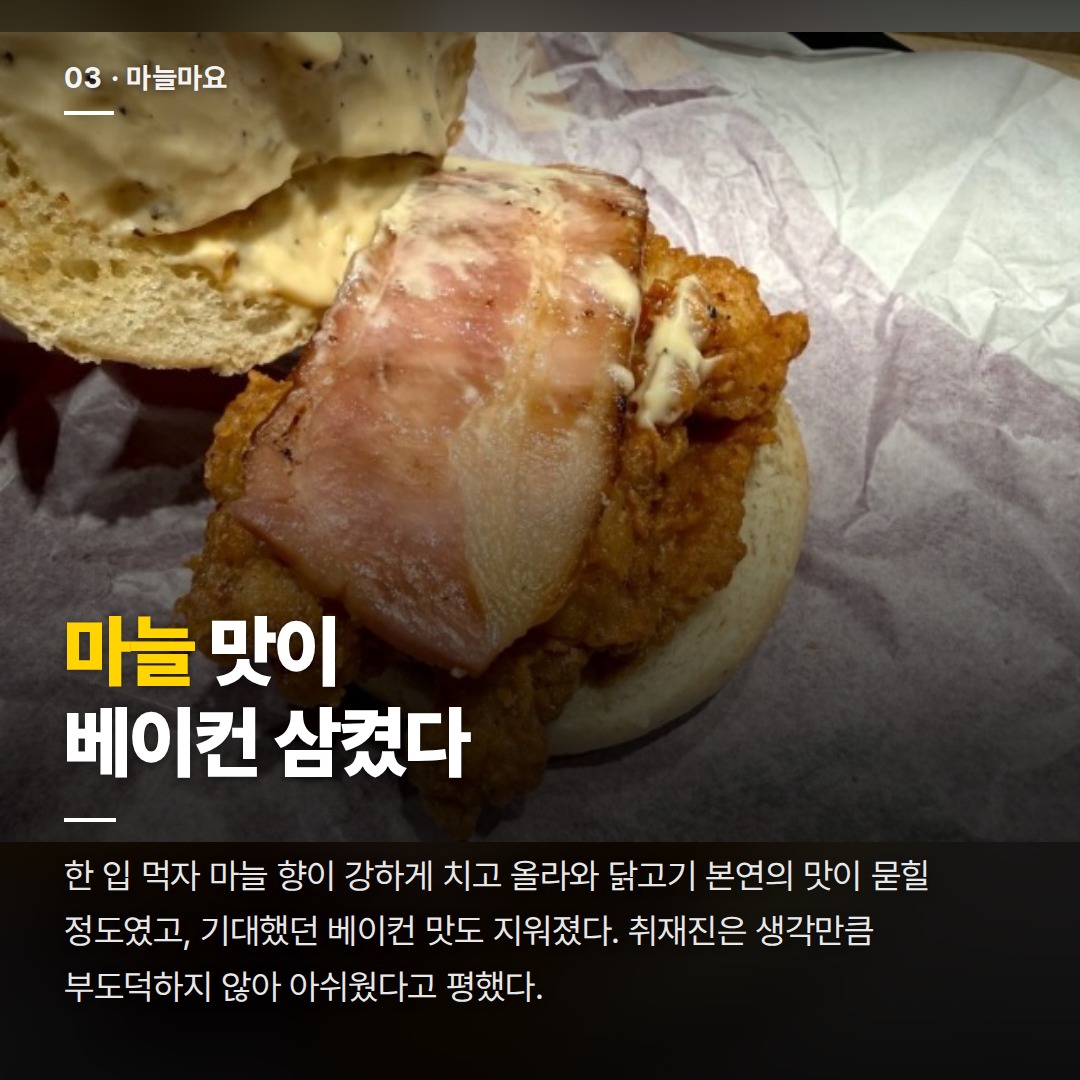 03 · 마늘마요
마늘 맛이
베이컨 삼켰다
한 입 먹자 마늘 향이 강하게 치고 올라와 닭고기 본연의 맛이 묻힐
정도였고, 기대했던 베이컨 맛도 지워졌다. 취재진은 생각만큼
부도덕하지 않아 아쉬웠다고 평했다.